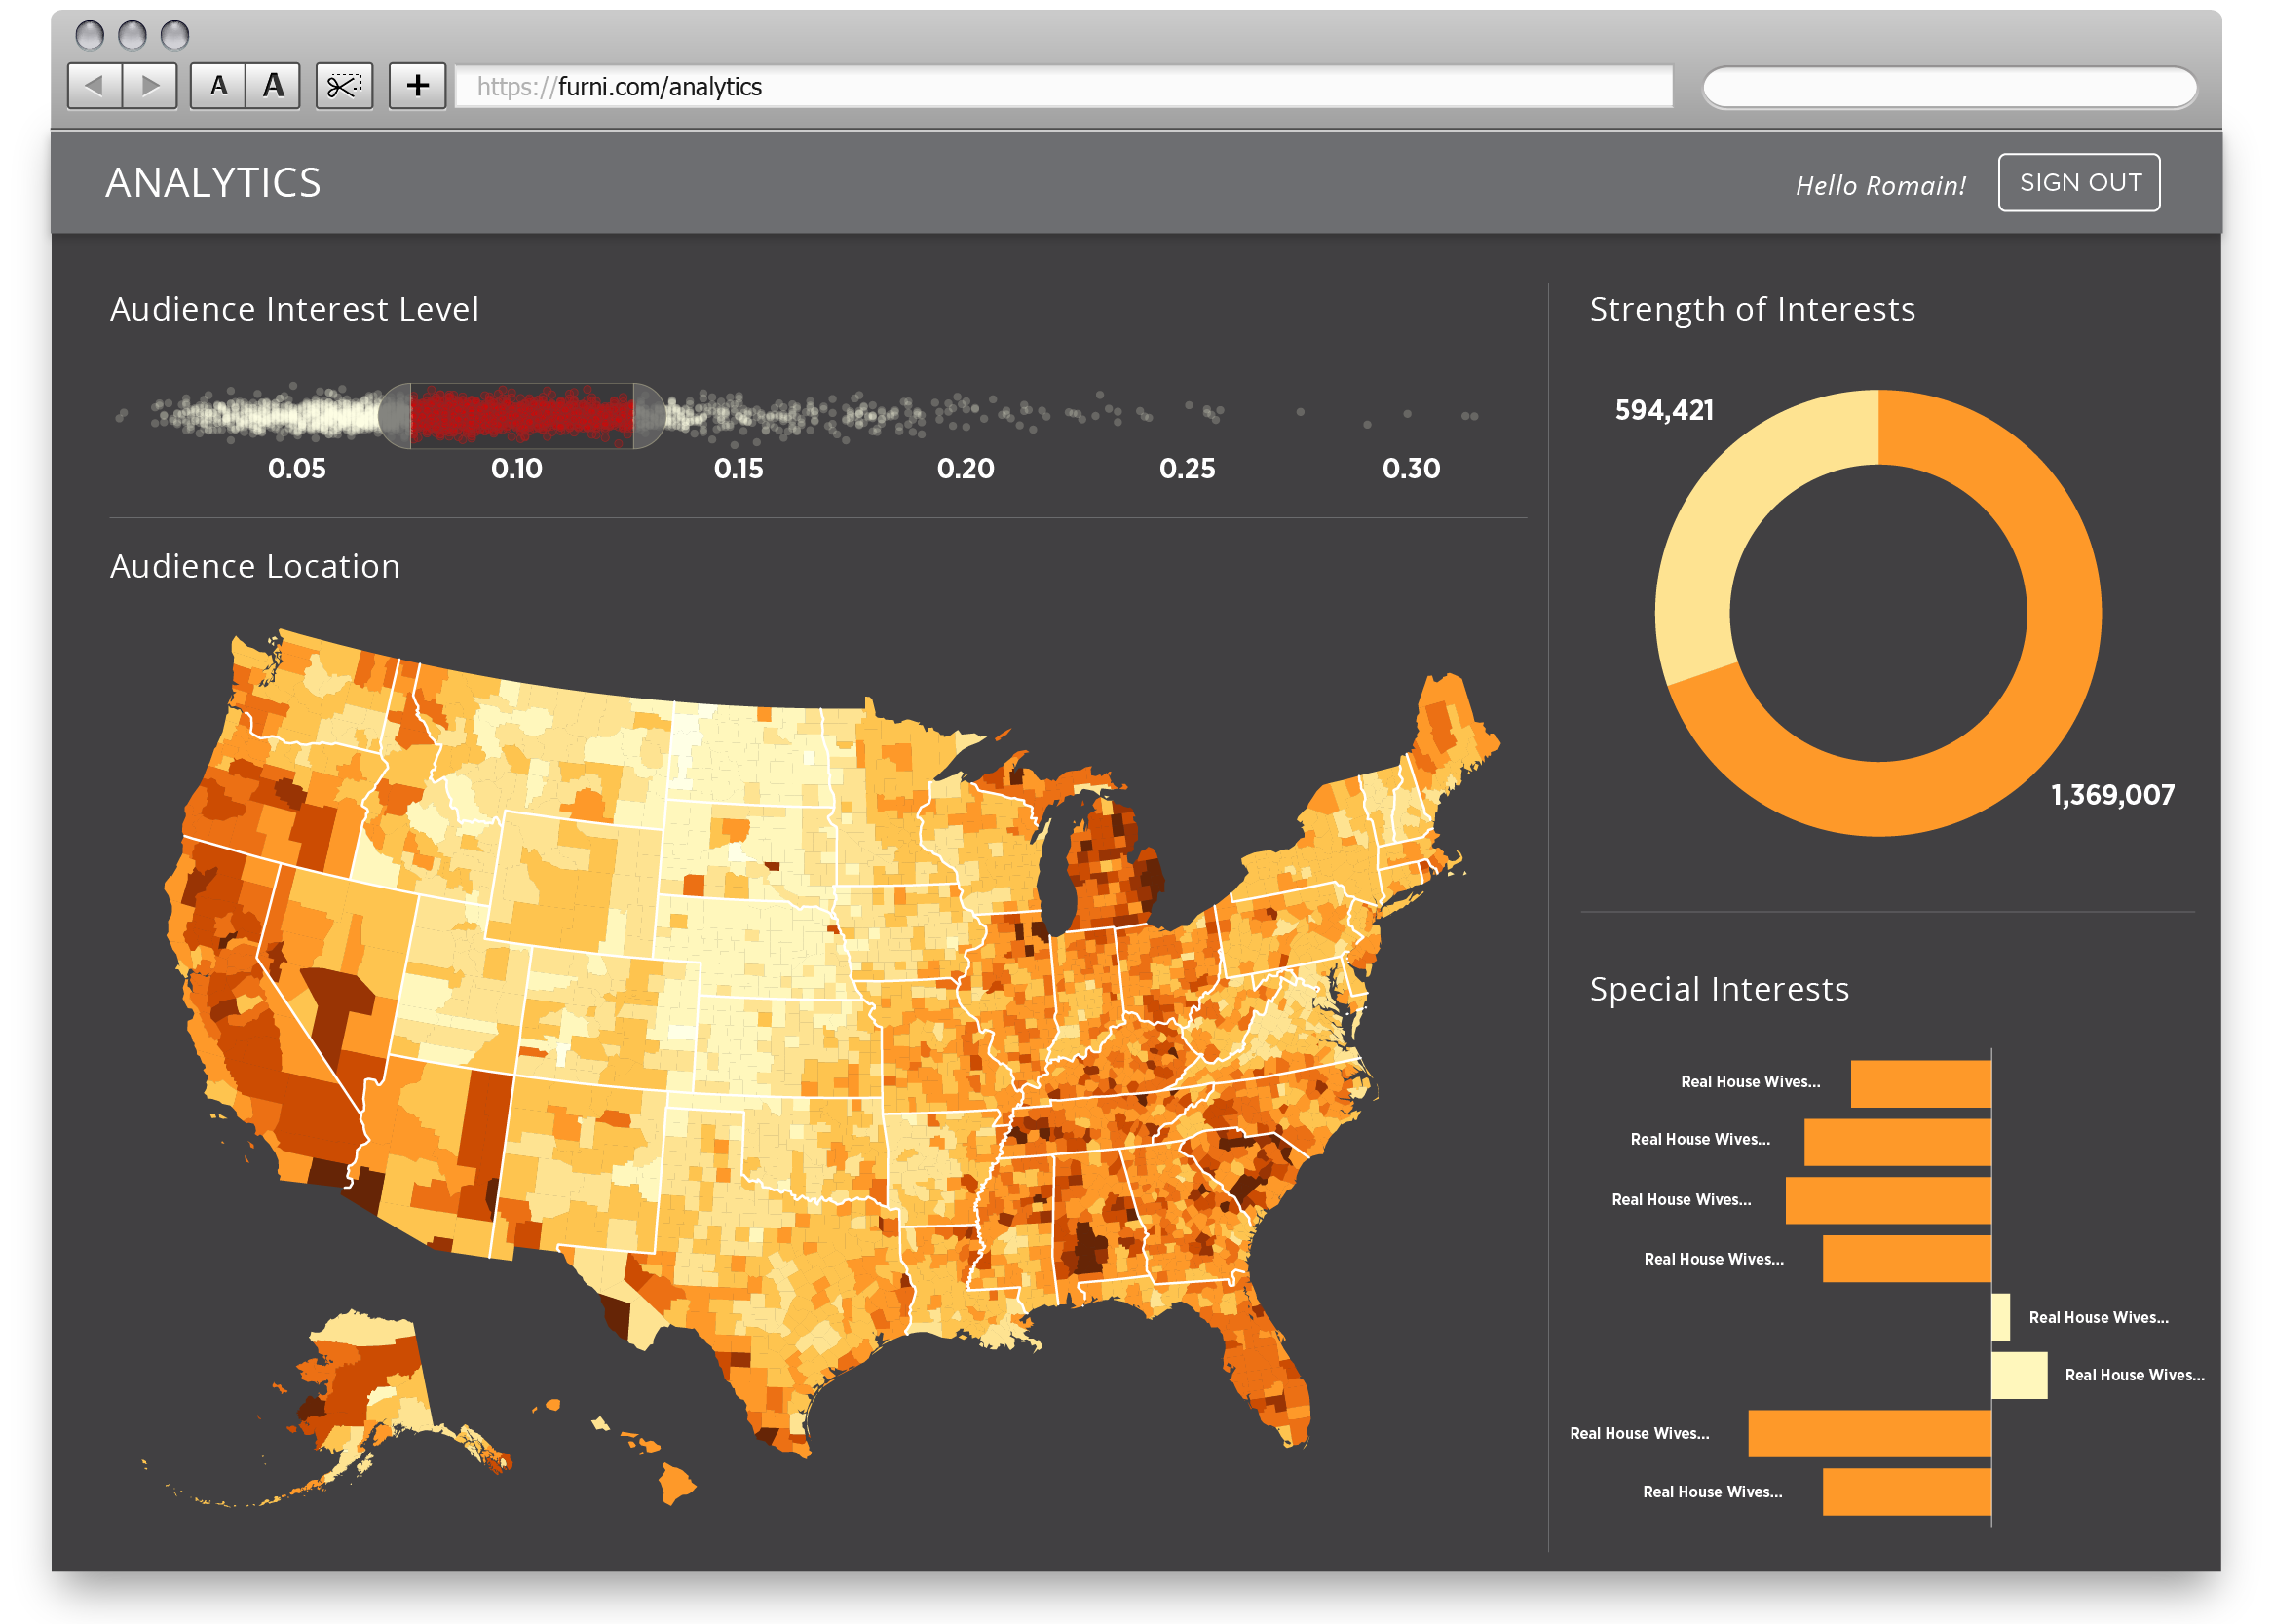 A A + https://furni.com/analytics
ANALYTICS
Hello Romain!
SIGN OUT
Audience Interest Level
0.05 0.10 0.15 0.20 0.25 0.30
Audience Location
Strength of Interests
594,421
1,369,007
Special Interests
Real House Wives...
Real House Wives...
Real House Wives...
Real House Wives...
Real House Wives...
Real House Wives...
Real House Wives...
Real House Wives...